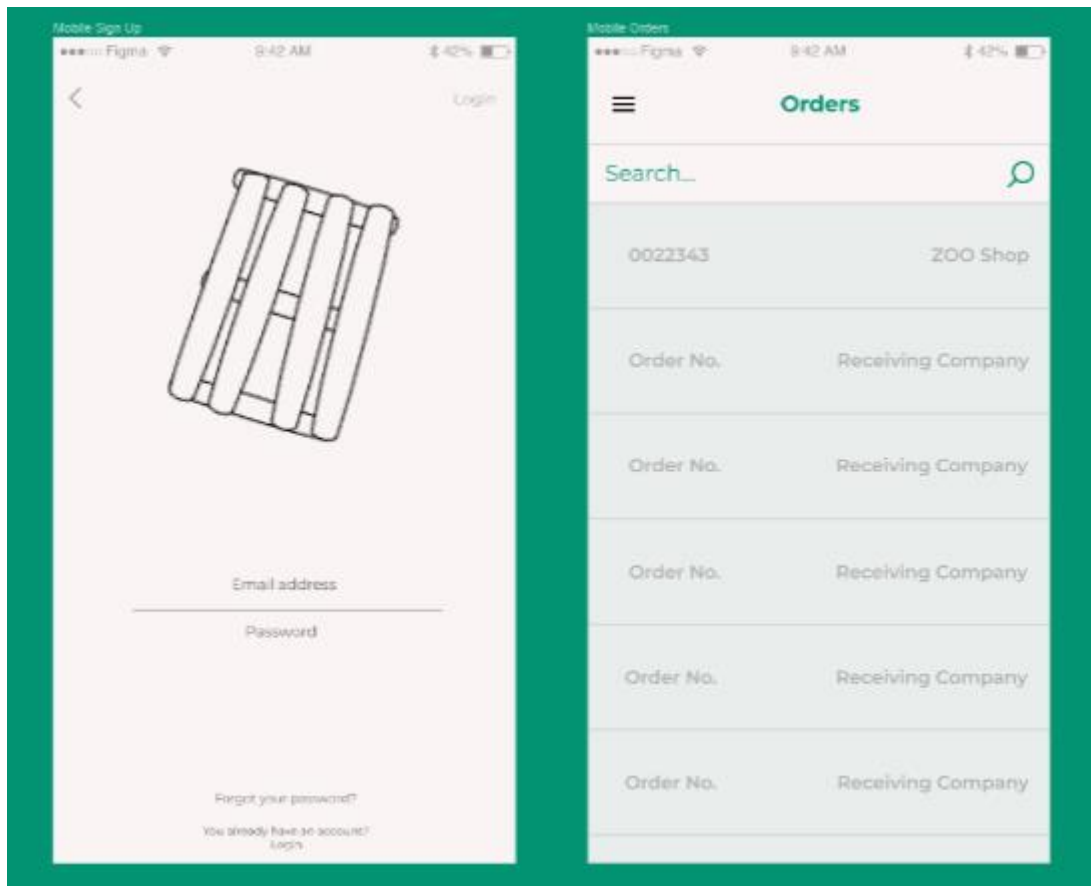 Mobile Sign Up
Figma
9:42 AM
42%
Login
Email address
Password
Forgot your password?
You already have an account?
Login
Mobile Orders
Figma
9:42 AM
42%
Orders
Search...
0022343 ZOO Shop
Order No. Receiving Company
Order No. Receiving Company
Order No. Receiving Company
Order No. Receiving Company
Order No. Receiving Company